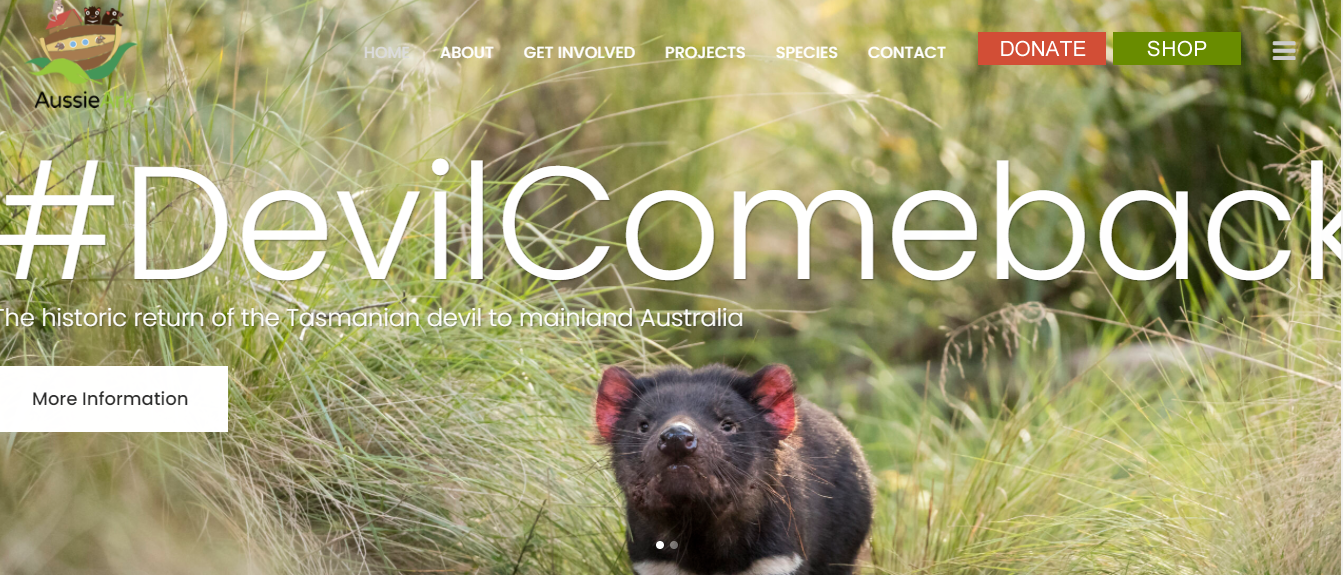 HOME ABOUT GET INVOLVED PROJECTS SPECIES CONTACT DONATE SHOP
Aussie Ark
#DevilComeback
The historic return of the Tasmanian devil to mainland Australia
More Information